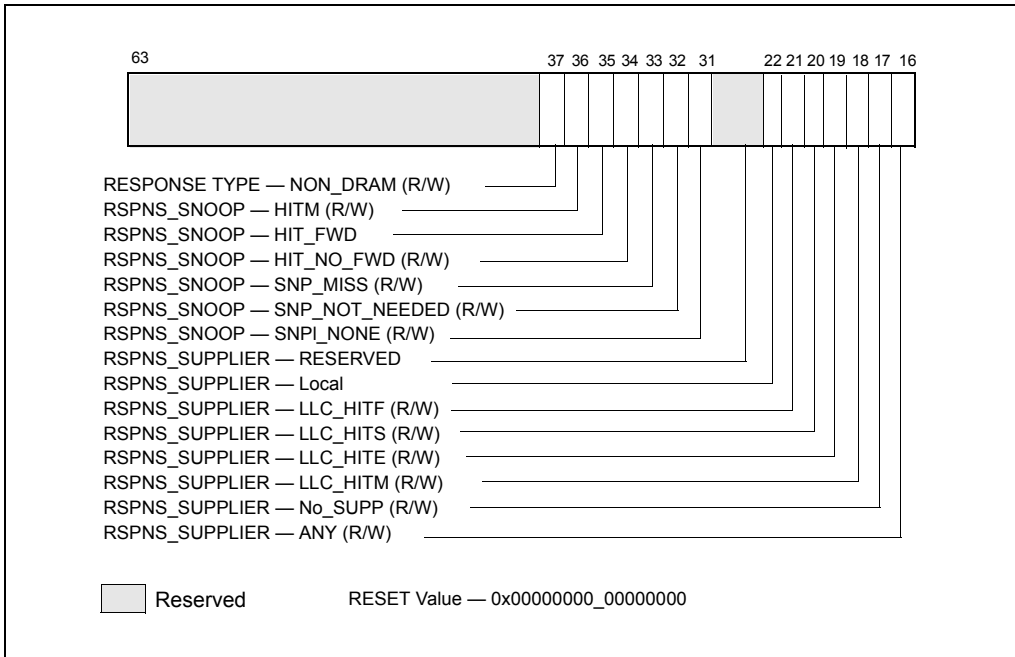 63 37 36 35 34 33 32 31 22 21 20 19 18 17 16
RESPONSE TYPE — NON_DRAM (R/W)
RSPNS_SNOOP — HITM (R/W)
RSPNS_SNOOP — HIT_FWD
RSPNS_SNOOP — HIT_NO_FWD (R/W)
RSPNS_SNOOP — SNP_MISS (R/W)
RSPNS_SNOOP — SNP_NOT_NEEDED (R/W)
RSPNS_SNOOP — SNPI_NONE (R/W)
RSPNS_SUPPLIER — RESERVED
RSPNS_SUPPLIER — Local
RSPNS_SUPPLIER — LLC_HITF (R/W)
RSPNS_SUPPLIER — LLC_HITS (R/W)
RSPNS_SUPPLIER — LLC_HITE (R/W)
RSPNS_SUPPLIER — LLC_HITM (R/W)
RSPNS_SUPPLIER — No_SUPP (R/W)
RSPNS_SUPPLIER — ANY (R/W)
Reserved RESET Value — 0x00000000_00000000